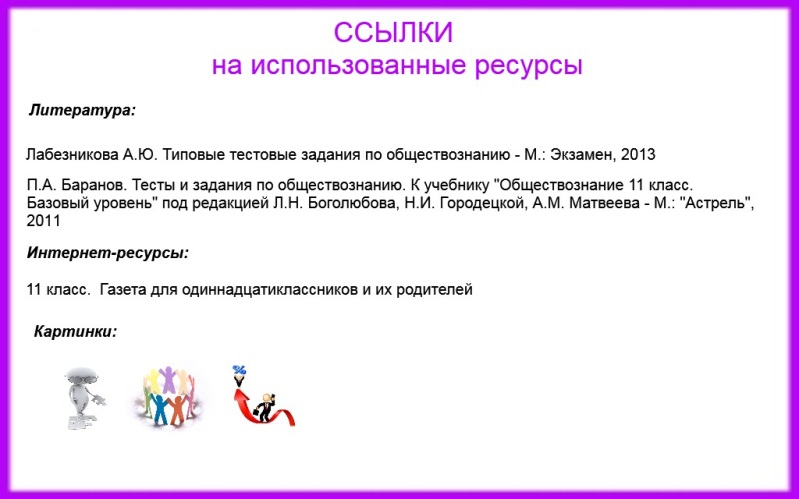 ССЫЛКИ
на использованные ресурсы
Литература:
Лабезникова А.Ю. Типовые тестовые задания по обществознанию - М.: Экзамен, 2013
П.А. Баранов. Тесты и задания по обществознанию. К учебнику "Обществознание 11 класс.
Базовый уровень" под редакцией Л.Н. Боголюбова, Н.И. Городецкой, А.М. Матвеева - М.: "Астрель",
2011
Интернет-ресурсы:
11 класс. Газета для одиннадцатиклассников и их родителей
Картинки:
%